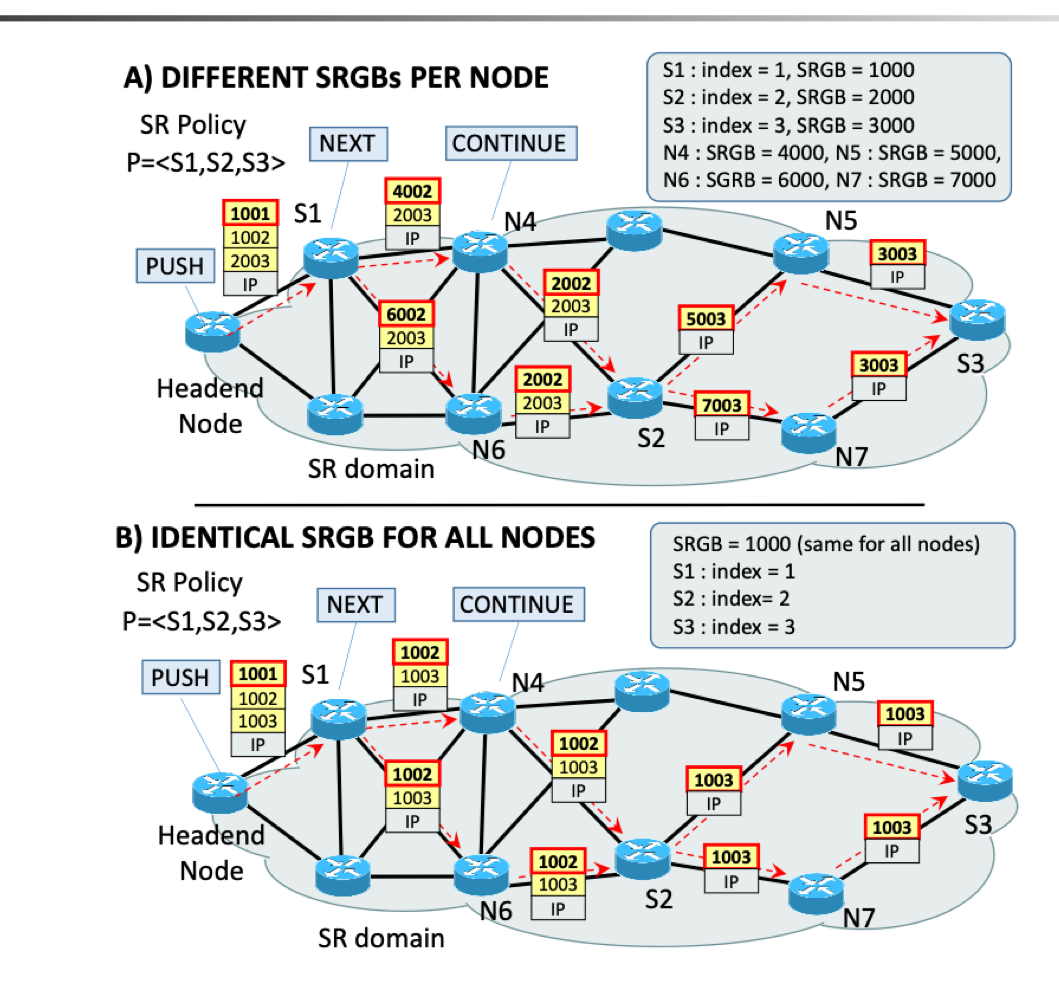 A) DIFFERENT SRGBs PER NODE
S1 : index = 1, SRGB = 1000
S2 : index = 2, SRGB = 2000
S3 : index = 3, SRGB = 3000
N4 : SRGB = 4000, N5 : SRGB = 5000,
N6 : SGRB = 6000, N7 : SRGB = 7000
SR Policy
P=<S1,S2,S3>
NEXT
CONTINUE
PUSH
1001
1002
2003
IP
S1
4002
2003
IP
N4
6002
2003
IP
2002
2003
IP
2002
2003
IP
N5
3003
IP
5003
IP
7003
IP
3003
IP
S3
Headend
Node
N6
S2
N7
SR domain
B) IDENTICAL SRGB FOR ALL NODES
SRGB = 1000 (same for all nodes)
S1 : index = 1
S2 : index= 2
S3 : index = 3
SR Policy
P=<S1,S2,S3>
NEXT
CONTINUE
PUSH
1001
1002
1003
IP
S1
1002
1003
IP
N4
1002
1003
IP
1002
1003
IP
1002
1003
IP
N5
1003
IP
1003
IP
1003
IP
1003
IP
S3
Headend
Node
N6
S2
N7
SR domain